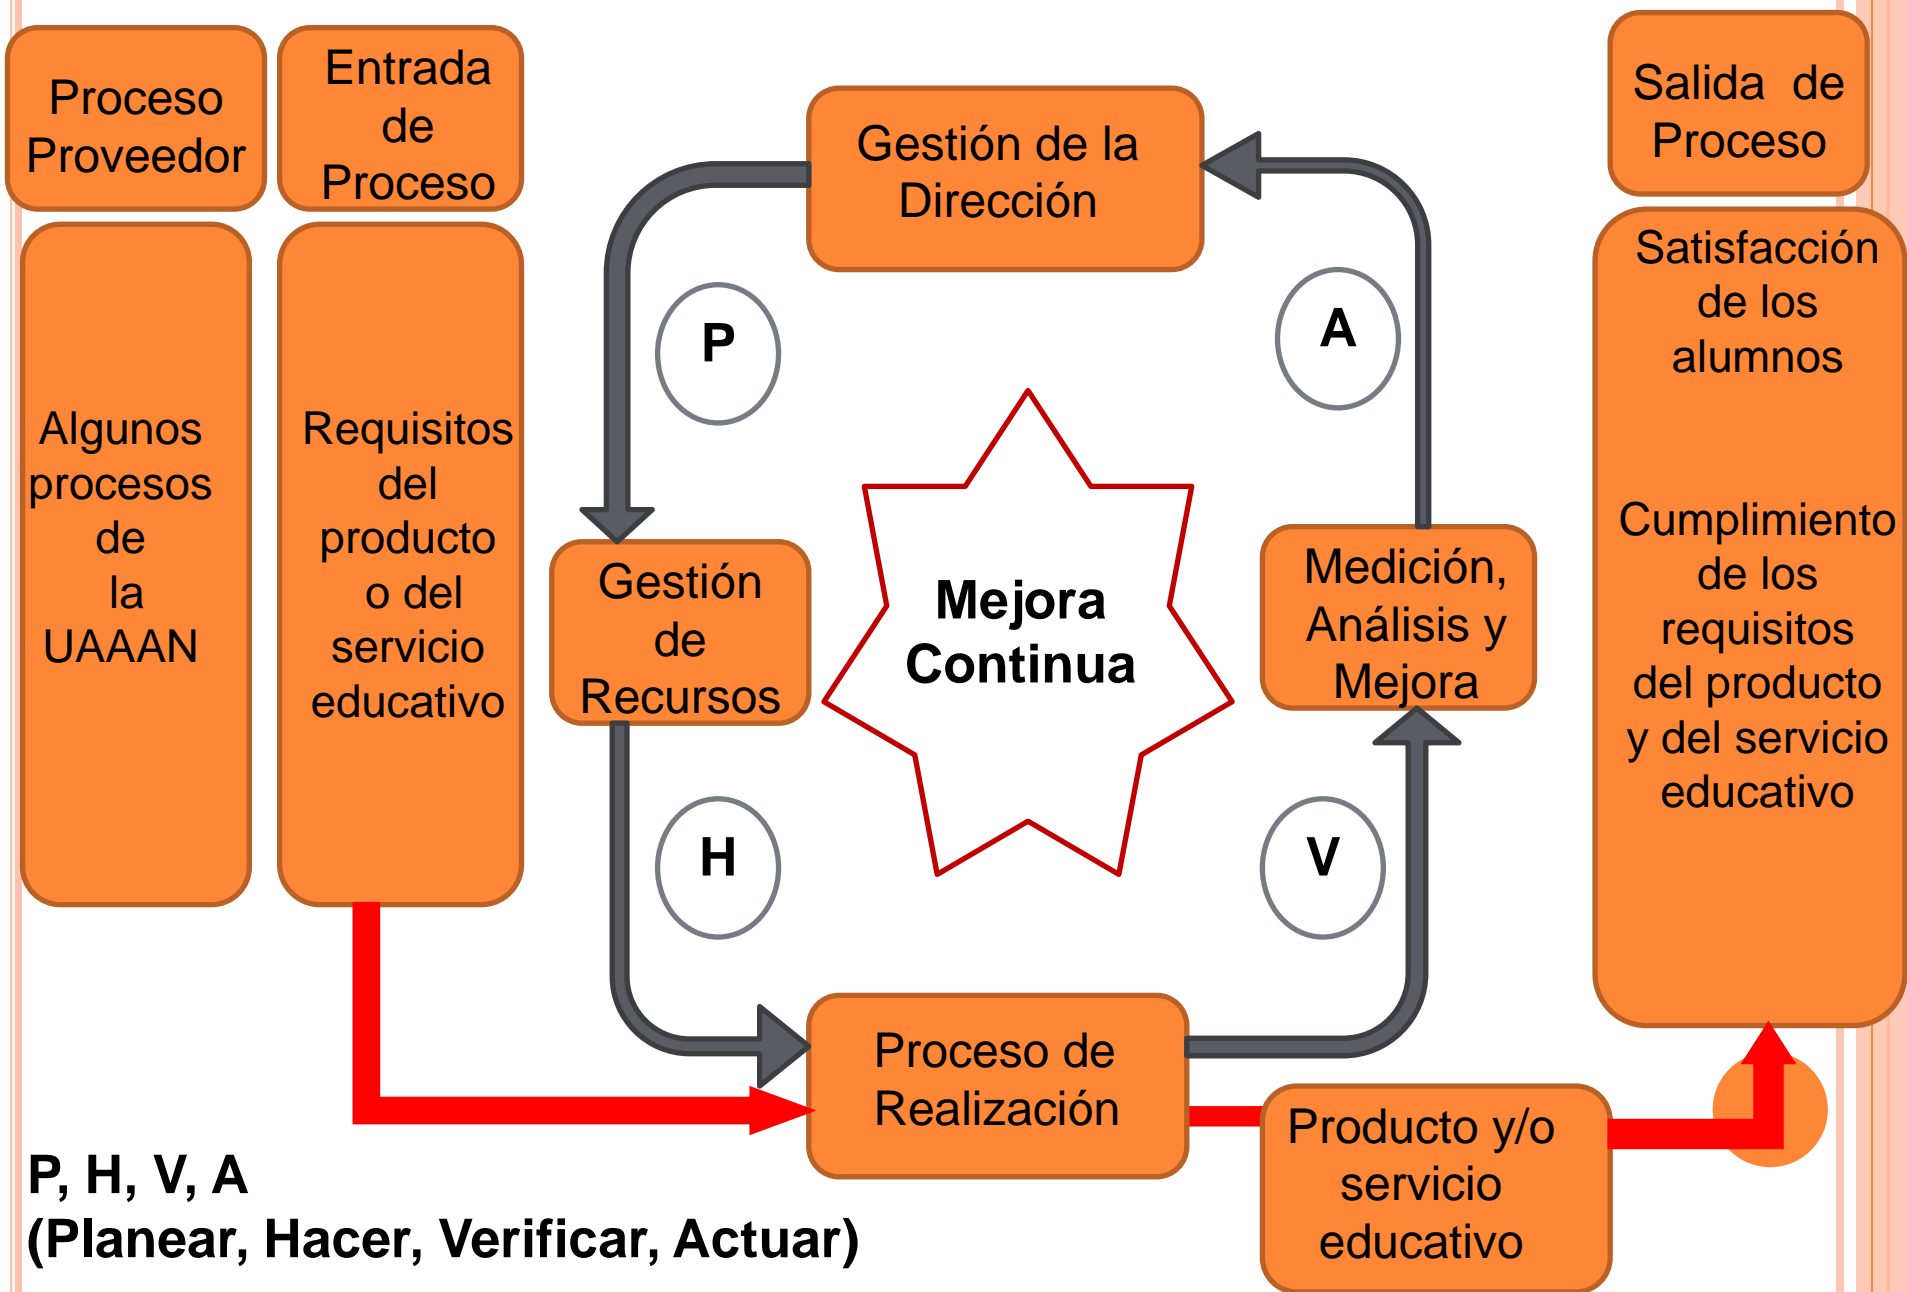 Proceso
Proveedor
Entrada
de
Proceso
Gestión de la
Dirección
Salida de
Proceso
Algunos
procesos
de
la
UAAAN
Requisitos
del
producto
o del
servicio
educativo
P
A
Satisfacción
de los
alumnos
Cumplimiento
de los
requisitos
del producto
y del servicio
educativo
Gestión
de
Recursos
Mejora
Continua
Medición,
Análisis y
Mejora
H
V
Proceso de
Realización
Producto y/o
servicio
educativo
P, H, V, A
(Planear, Hacer, Verificar, Actuar)